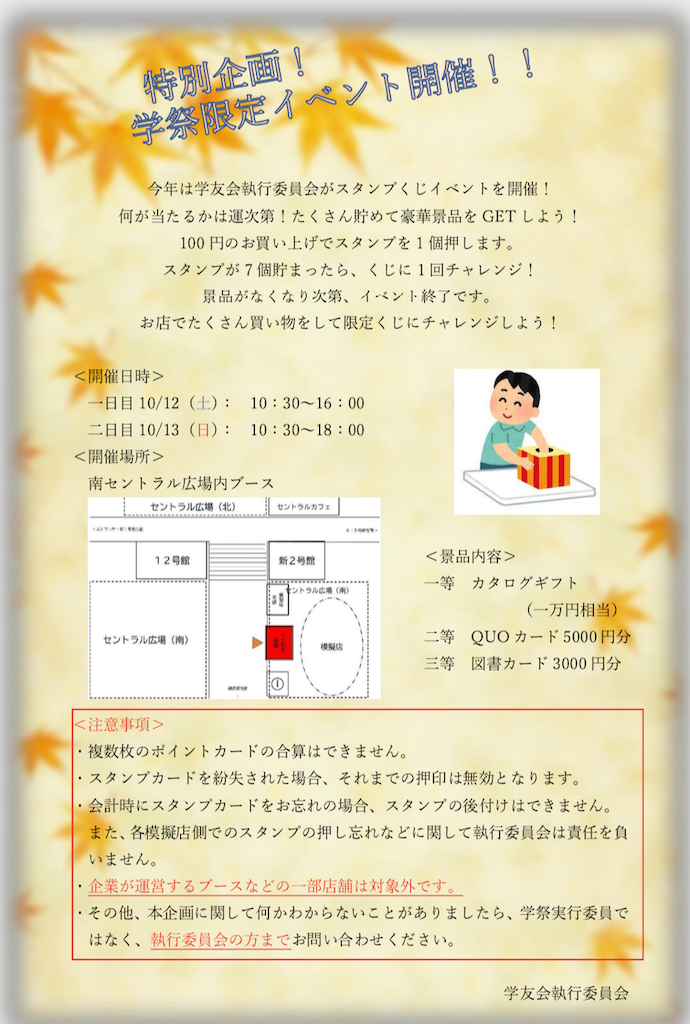 特別企画！
学祭限定イベント開催！！
今年は学友会執行委員会がスタンプくじイベントを開催！
何が当たるかは運次第！たくさん貯めて豪華景品を GET しよう！
100 円のお買い上げでスタンプを 1 個押します。
スタンプが 7 個貯まったら、くじに 1 回チャレンジ！
景品がなくなり次第、イベント終了です。
お店でたくさん買い物をして限定くじにチャレンジしよう！
＜開催日時＞
一日目 10/12（土）： 10：30～16：00
二日目 10/13（日）： 10：30～18：00
＜開催場所＞
南セントラル広場内ブース
セントラル広場（北）
セントラルカフェ
１２号館
新２号館
セントラル広場（南）
セントラル広場（南）
模擬店
＜景品内容＞
一等　カタログギフト
（一万円相当）
二等　QUO カード 5000 円分
三等　図書カード 3000 円分
＜注意事項＞
・複数枚のポイントカードの合算はできません。
・スタンプカードを紛失された場合、それまでの押印は無効となります。
・会計時にスタンプカードをお忘れの場合、スタンプの後付けはできません。
また、各模擬店側でのスタンプの押し忘れなどに関して執行委員会は責任を負
いません。
・企業が運営するブースなどの一部店舗は対象外です。
・その他、本企画に関して何かわからないことがありましたら、学祭実行委員で
はなく、執行委員会の方までお問い合わせください。
学友会執行委員会